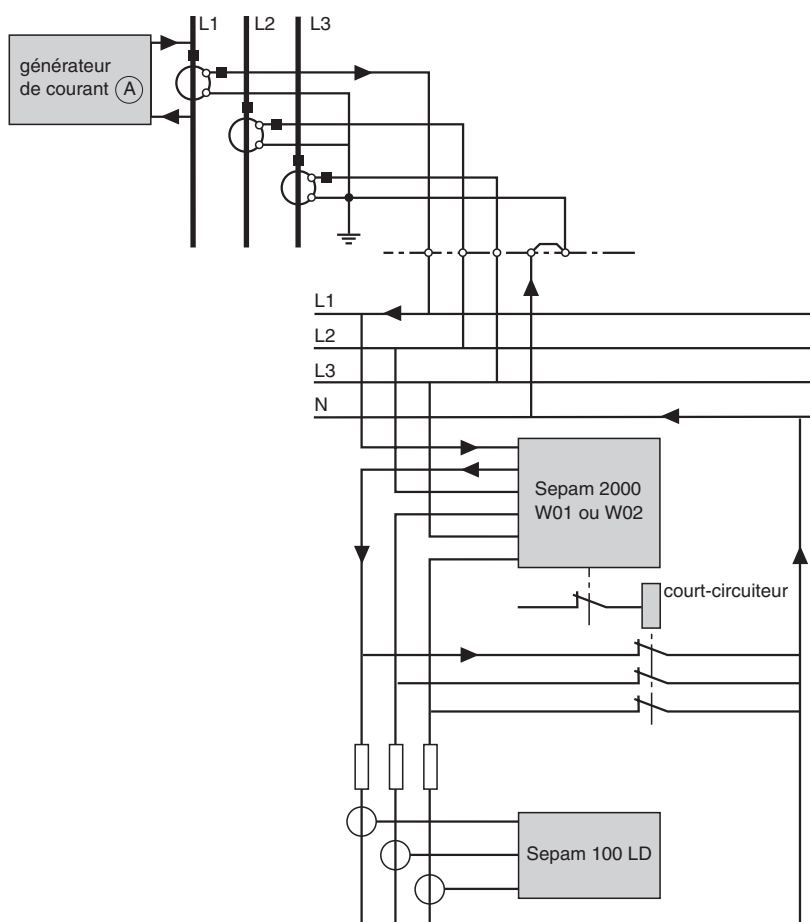 L1 L2 L3
générateur
de courant A
L1
L2
L3
N
Sepam 2000
W01 ou W02
court-circuiteur
Sepam 100 LD